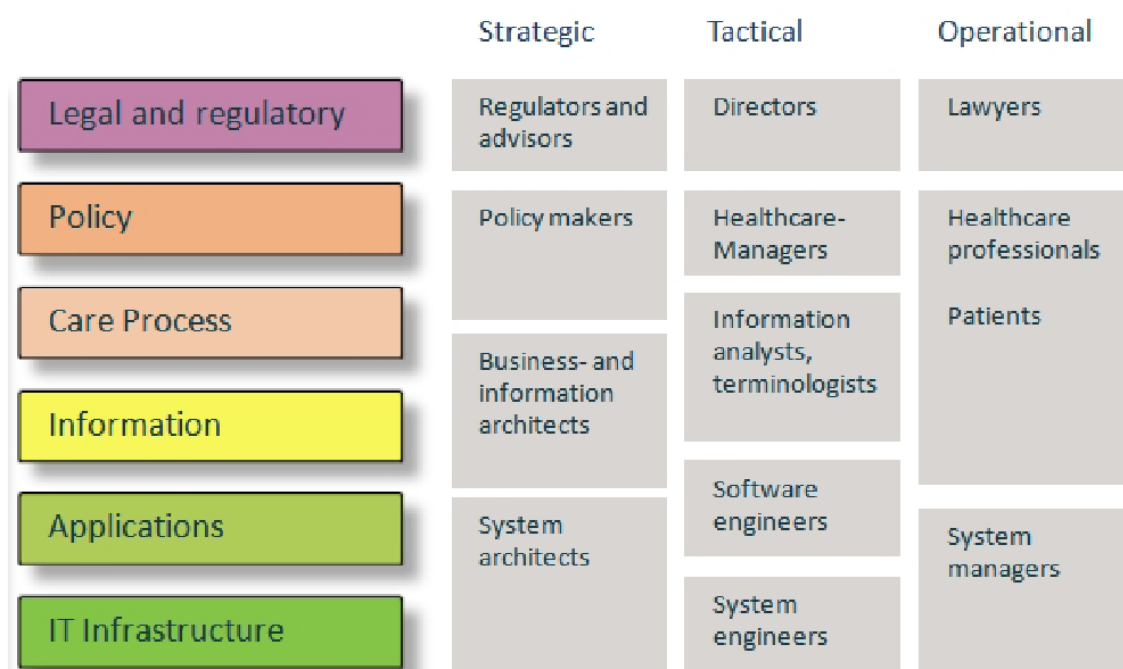 Strategic
Tactical
Operational
Legal and regulatory
Regulators and
advisors
Directors
Lawyers
Policy
Policy makers
Healthcare-
Managers
Healthcare
professionals
Care Process
Business- and
information
architects
Information
analysts,
terminologists
Patients
Information
Applications
System
architects
Software
engineers
System
managers
IT Infrastructure
System
engineers